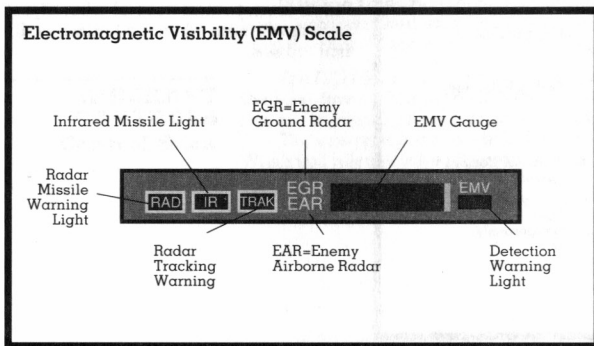 Electromagnetic Visibility (EMV) Scale
Infrared Missile Light
EGR=Enemy
Ground Radar
EMV Gauge
Radar
Missile
Warning
Light
RAD
IR
TRAK
EGR
EAR
EMV
Radar
Tracking
Warning
EAR=Enemy
Airborne Radar
Detection
Warning
Light